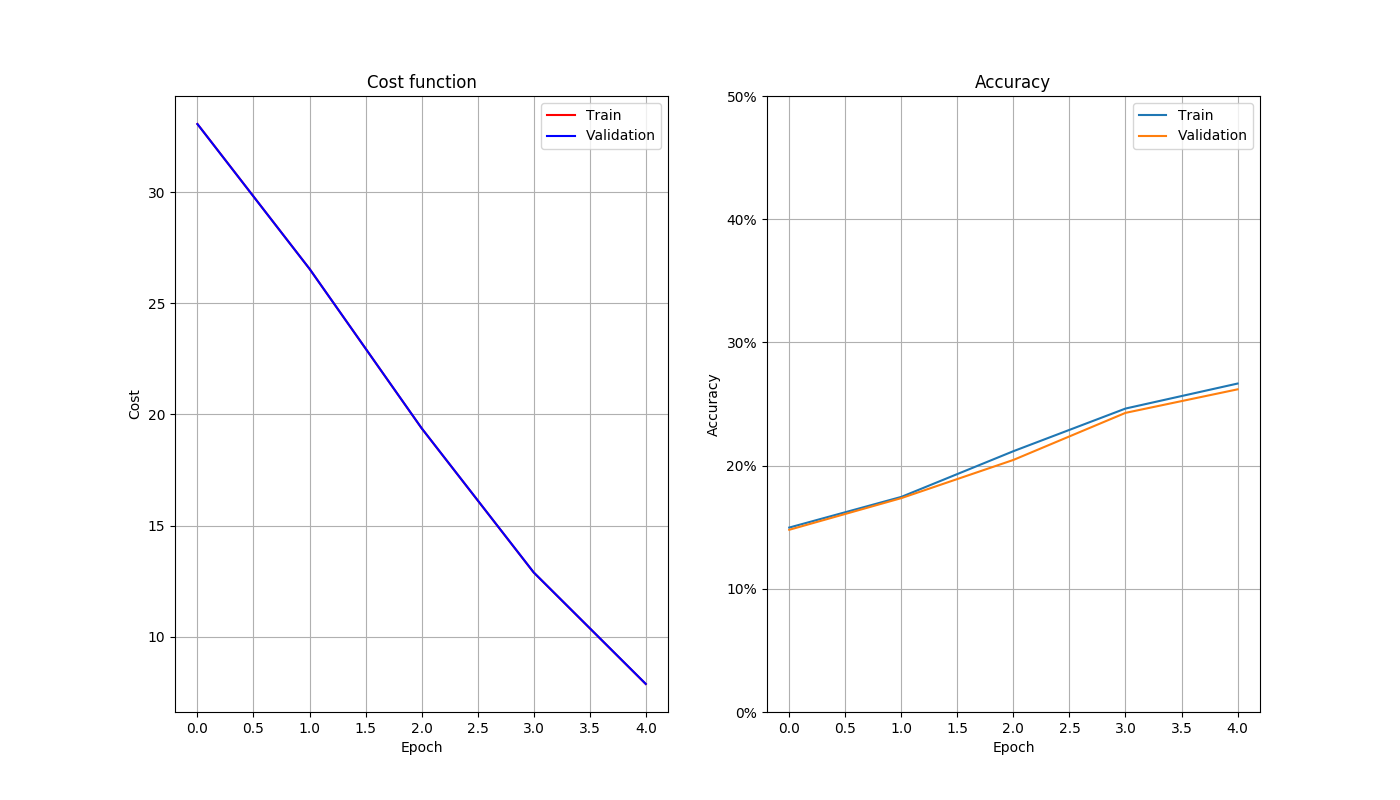 Cost function
Train
Validation
30
25
20
15
10
Cost
0.0 0.5 1.0 1.5 2.0 2.5 3.0 3.5 4.0
Epoch
Accuracy
Train
Validation
50%
40%
30%
20%
10%
0%
Accuracy
0.0 0.5 1.0 1.5 2.0 2.5 3.0 3.5 4.0
Epoch